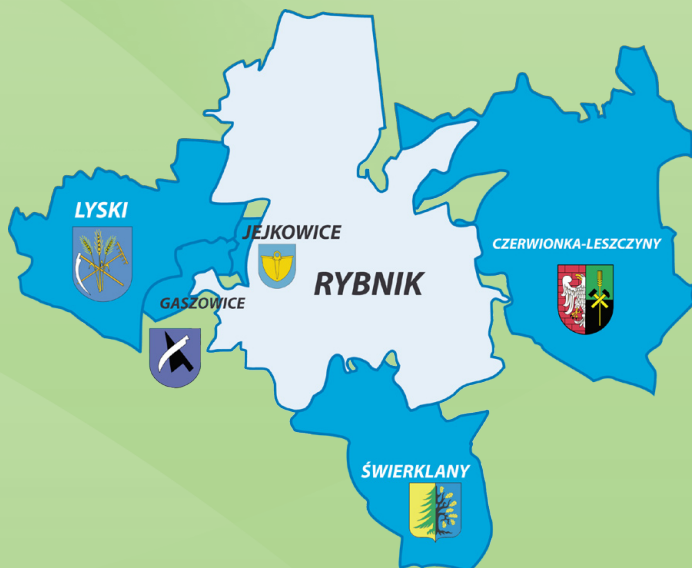 LYSKI
JEJKOWICE
CZERWIONKA-LESZCZYNY
RYBNIK
GASZOWICE
ŚWIERKLANY